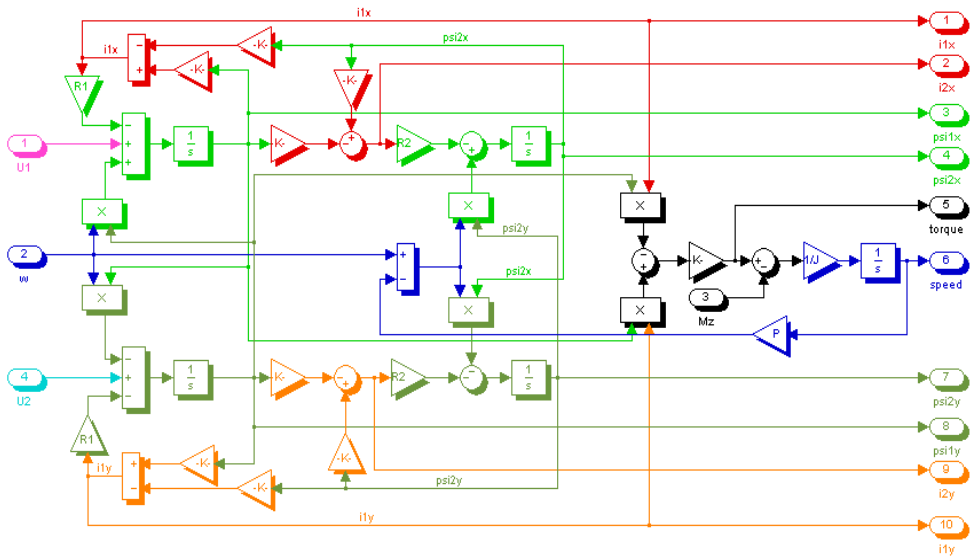 i1x
1
i1x
i1x
-
+
-K-
psi2x
-K-
-K-
2
i2x
R1
3
psi1x
1
U1
-
+
+
1
s
K-
- +
R2
- +
1
s
4
psi2x
X
X
psi2y
X
5
torque
2
w
+
-
- +
K-
+ -
1/J
1
s
6
speed
X
psi2x
X
X
3
Mz
P
4
U2
-
+
-
1
s
K-
- +
R2
- +
1
s
7
psi2y
R1
8
psi1y
i1y
+
-
-K-
-K-
-K-
psi2y
9
i2y
i1y
10
i1y